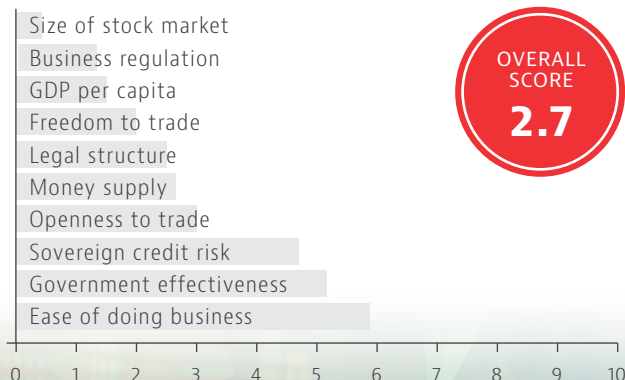 Size of stock market
Business regulation
GDP per capita
Freedom to trade
Legal structure
Money supply
Openness to trade
Sovereign credit risk
Government effectiveness
Ease of doing business
0 1 2 3 4 5 6 7 8 9 10
OVERALL
SCORE
2.7